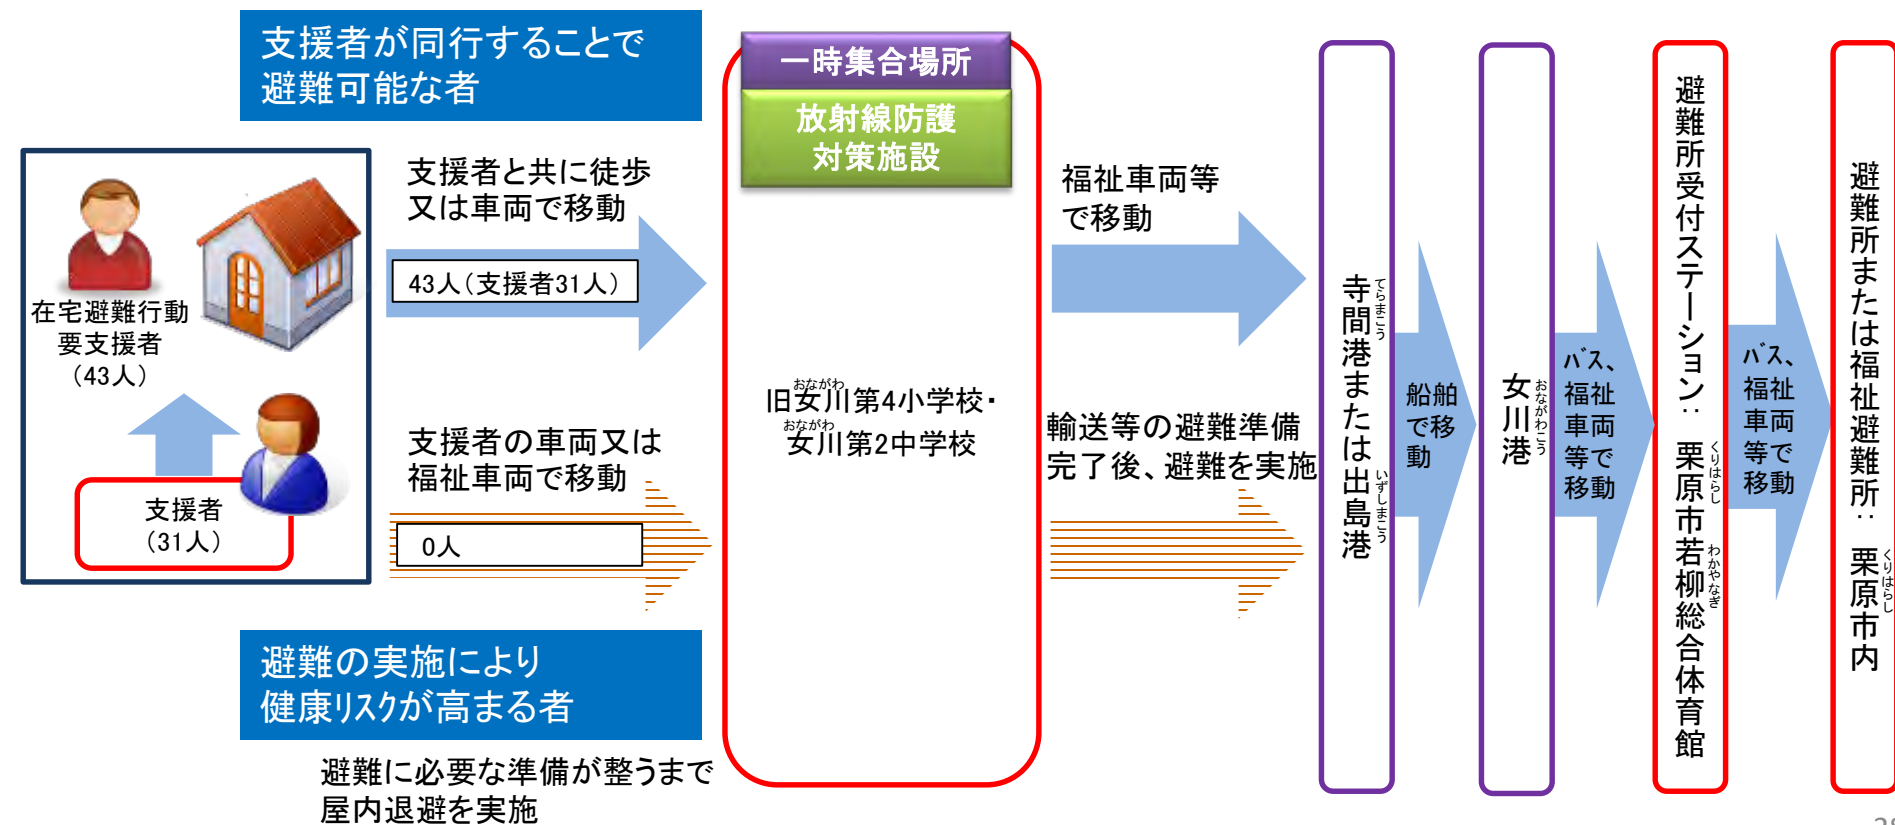 支援者が同行することで
避難可能な者
在宅避難行動
要支援者
(43人)
支援者
(31人)
支援者と共に徒歩
又は車両で移動
43人(支援者31人)
支援者の車両又は
福祉車両で移動
0人
避難の実施により
健康リスクが高まる者
避難に必要な準備が整うまで
屋内退避を実施
一時集合場所
放射線防護
対策施設
おながわ
旧女川第4小学校・
おながわ
女川第2中学校
福祉車両等
で移動
輸送等の避難準備
完了後、避難を実施
寺間港または出島港
てらまこう
いずしまこう
船舶
で移
動
女川港
おながわこう
バス、
福祉
車両
等で
移動
避難所受付ステーション：栗原市若柳総合体育館
くりはらし
わかやなぎ
バス、
福祉
車両
等で
移動
避難所または福祉避難所：栗原市内
くりはらし